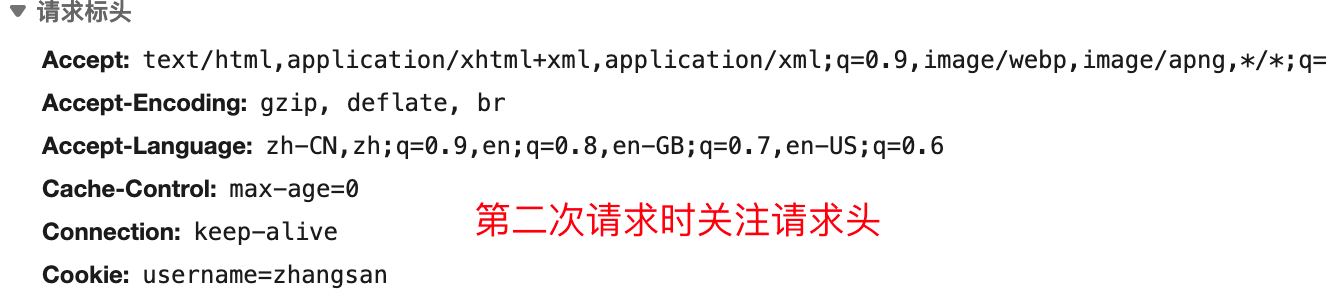 请求标头
Accept: text/html,application/xhtml+xml,application/xml;q=0.9,image/webp,image/apng,*/*;q=
Accept-Encoding: gzip, deflate, br
Accept-Language: zh-CN,zh;q=0.9,en;q=0.8,en-GB;q=0.7,en-US;q=0.6
Cache-Control: max-age=0
第二次请求时关注请求头
Connection: keep-alive
Cookie: username=zhangsan